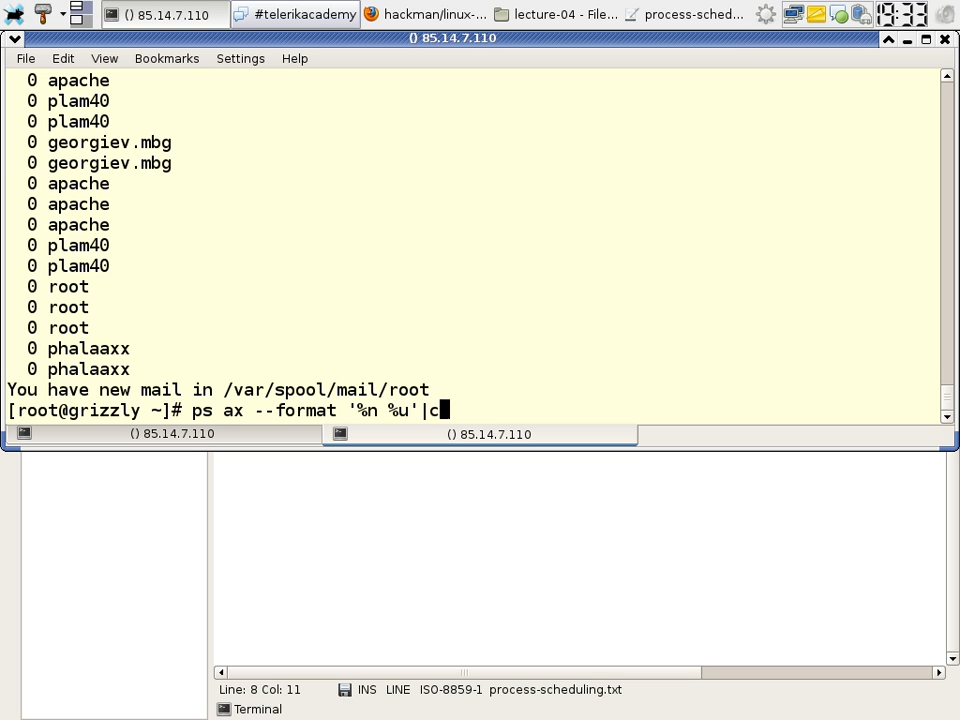 () 85.14.7.110
#telerikacademy
hackman/linux-...
lecture-04 - File...
process-sched...
19:33
() 85.14.7.110
File Edit View Bookmarks Settings Help
0 apache
0 plam40
0 plam40
0 georgiev.mbg
0 georgiev.mbg
0 apache
0 apache
0 apache
0 plam40
0 plam40
0 root
0 root
0 root
0 phalaaxx
0 phalaaxx
You have new mail in /var/spool/mail/root
[root@grizzly ~]# ps ax --format '%n %u'|c
() 85.14.7.110
() 85.14.7.110
Line: 8 Col: 11 INS LINE ISO-8859-1 process-scheduling.txt
Terminal